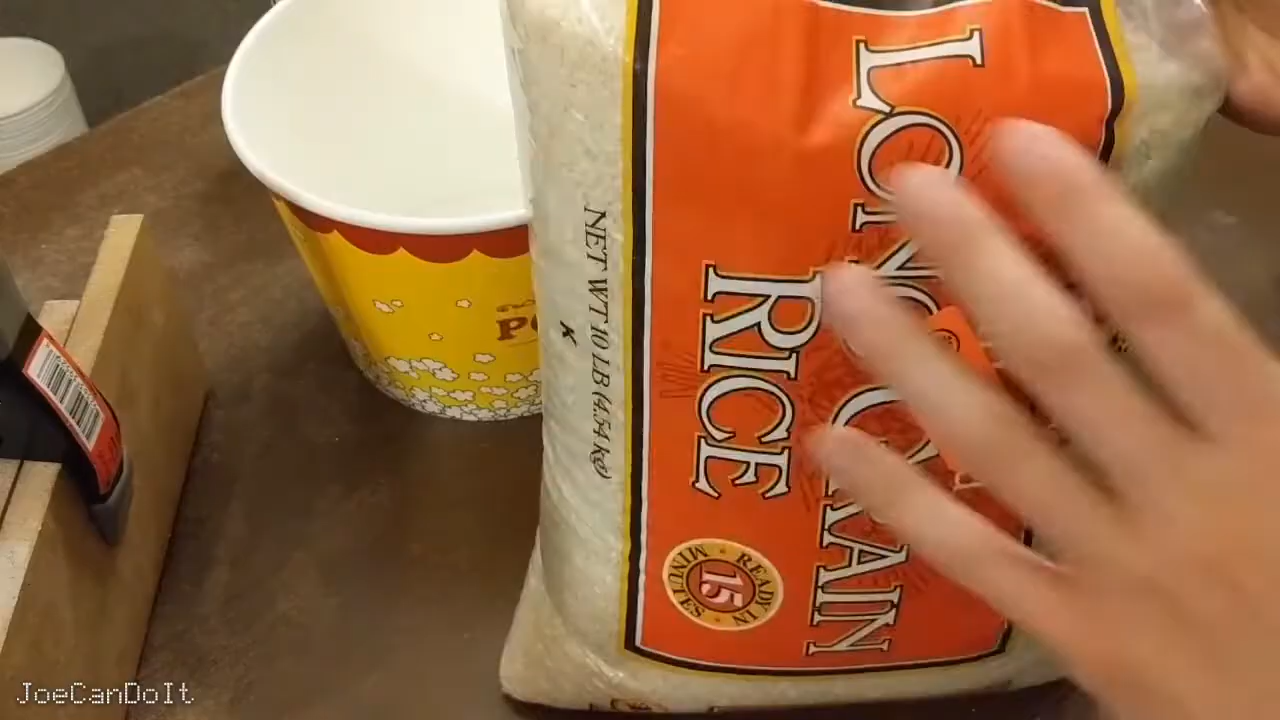 LONG GRAIN
RICE
READY IN
15
MINUTES
NET WT 10 LB (4.54 kg)
K
JoeCanDoIt